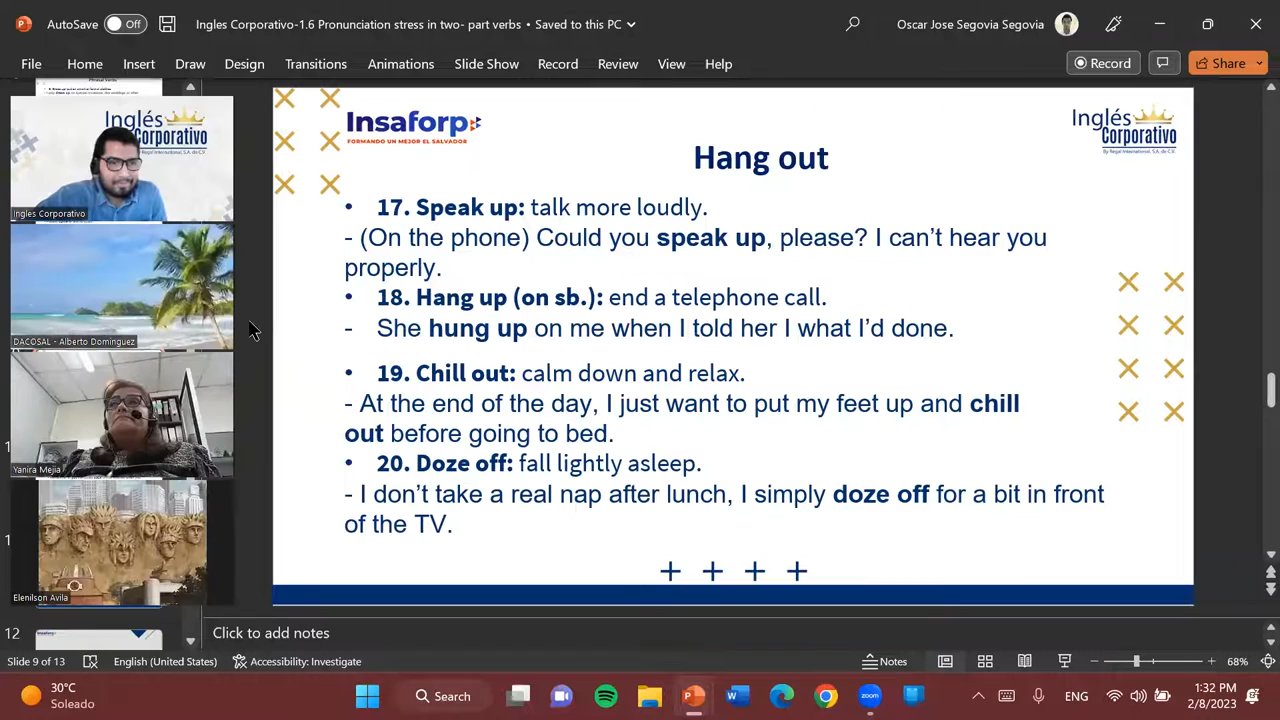 AutoSave Off Ingles Corporativo-1.6 Pronunciation stress in two- part verbs • Saved to this PC Oscar Jose Segovia Segovia
File Home Insert Draw Design Transitions Animations Slide Show Record Review View Help Record Share
Inglés
Corporativo
Ingles Corporativo
DACOSAL - Alberto Dominguez
Yanira Mejia
Elenilson Avila
12
Insaforp
FORMANDO UN MEJOR EL SALVADOR
Inglés
Corporativo
By Regal International, S.A. de C.V.
Hang out
• 17. Speak up: talk more loudly.
- (On the phone) Could you speak up, please? I can’t hear you
properly.
• 18. Hang up (on sb.): end a telephone call.
- She hung up on me when I told her I what I’d done.
• 19. Chill out: calm down and relax.
- At the end of the day, I just want to put my feet up and chill
out before going to bed.
• 20. Doze off: fall lightly asleep.
- I don’t take a real nap after lunch, I simply doze off for a bit in front
of the TV.
Click to add notes
Slide 9 of 13 English (United States) Accessibility: Investigate Notes 68%
30°C
Soleado
Search
zoom
ENG
1:32 PM
2/8/2023